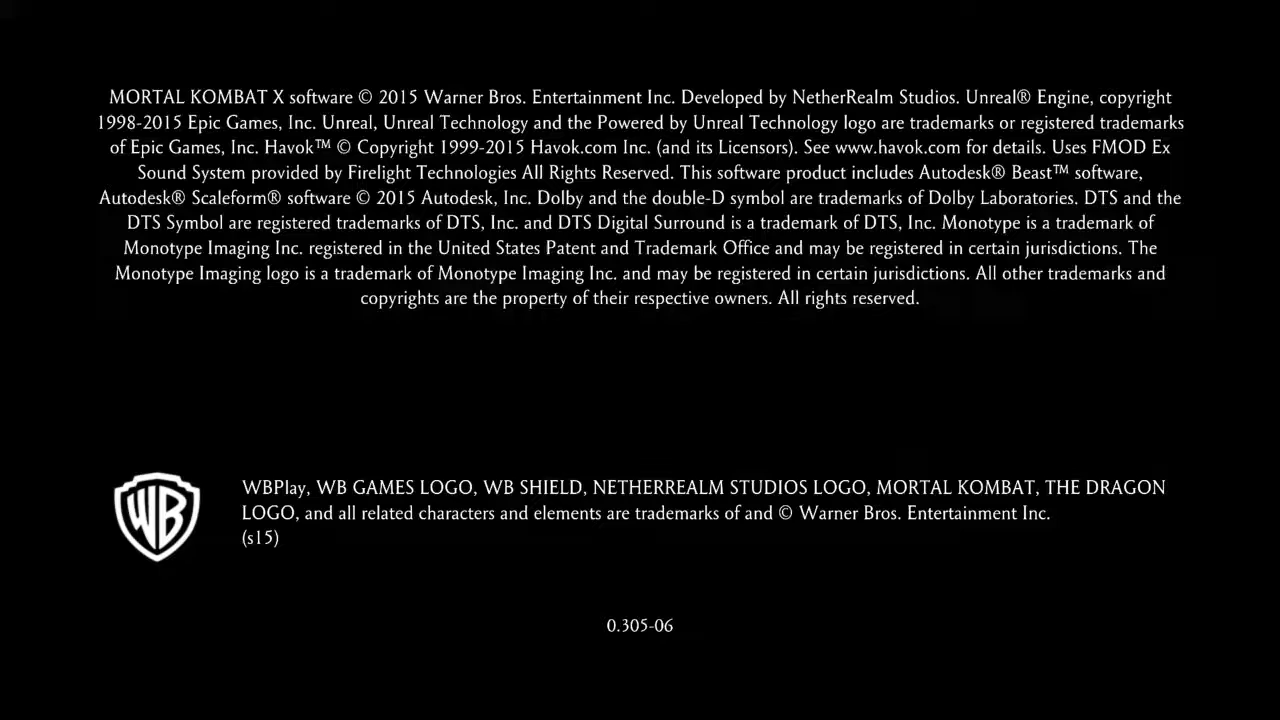 MORTAL KOMBAT X software © 2015 Warner Bros. Entertainment Inc. Developed by NetherRealm Studios. Unreal® Engine, copyright
1998-2015 Epic Games, Inc. Unreal, Unreal Technology and the Powered by Unreal Technology logo are trademarks or registered trademarks
of Epic Games, Inc. Havok™ © Copyright 1999-2015 Havok.com Inc. (and its Licensors). See www.havok.com for details. Uses FMOD Ex
Sound System provided by Firelight Technologies All Rights Reserved. This software product includes Autodesk® Beast™ software,
Autodesk® Scaleform® software © 2015 Autodesk, Inc. Dolby and the double-D symbol are trademarks of Dolby Laboratories. DTS and the
DTS Symbol are registered trademarks of DTS, Inc. and DTS Digital Surround is a trademark of DTS, Inc. Monotype is a trademark of
Monotype Imaging Inc. registered in the United States Patent and Trademark Office and may be registered in certain jurisdictions. The
Monotype Imaging logo is a trademark of Monotype Imaging Inc. and may be registered in certain jurisdictions. All other trademarks and
copyrights are the property of their respective owners. All rights reserved.
WB
WBPlay, WB GAMES LOGO, WB SHIELD, NETHERREALM STUDIOS LOGO, MORTAL KOMBAT, THE DRAGON
LOGO, and all related characters and elements are trademarks of and © Warner Bros. Entertainment Inc.
(s15)
0.305-06